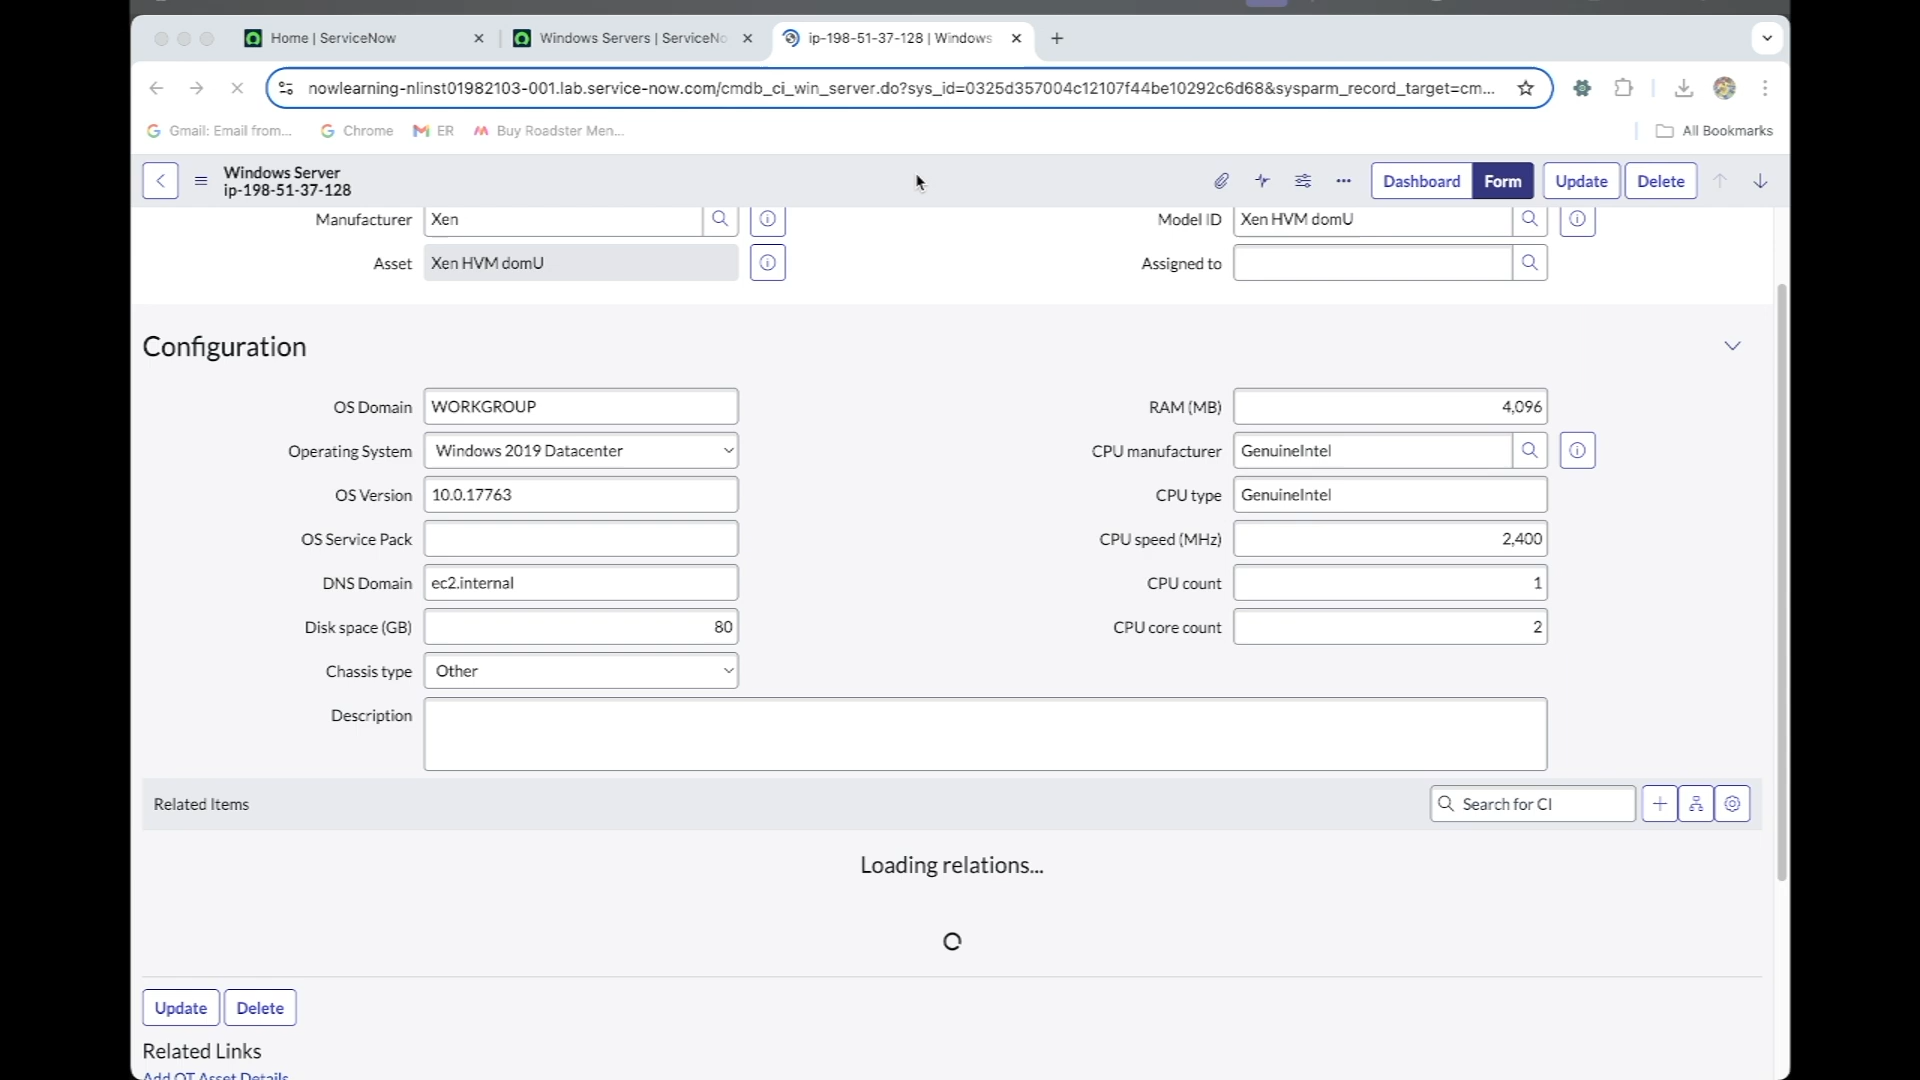 Home | ServiceNow
Windows Servers | ServiceNo
ip-198-51-37-128 | Windows
nowlearning-nlinst01982103-001.lab.service-now.com/cmdb_ci_win_server.do?sys_id=0325d357004c12107f44be10292c6d68&sysparm_record_target=cm...
Gmail: Email from...
Chrome
ER
Buy Roadster Men...
All Bookmarks
Windows Server
ip-198-51-37-128
Dashboard
Form
Update
Delete
Manufacturer Xen
Model ID Xen HVM domU
Asset Xen HVM domU
Assigned to
Configuration
OS Domain WORKGROUP
RAM (MB) 4,096
Operating System Windows 2019 Datacenter
CPU manufacturer GenuineIntel
OS Version 10.0.17763
CPU type GenuineIntel
OS Service Pack
CPU speed (MHz) 2,400
DNS Domain ec2.internal
CPU count 1
Disk space (GB) 80
CPU core count 2
Chassis type Other
Description
Related Items
Search for CI
Loading relations...
Update
Delete
Related Links
Add OT Asset Details